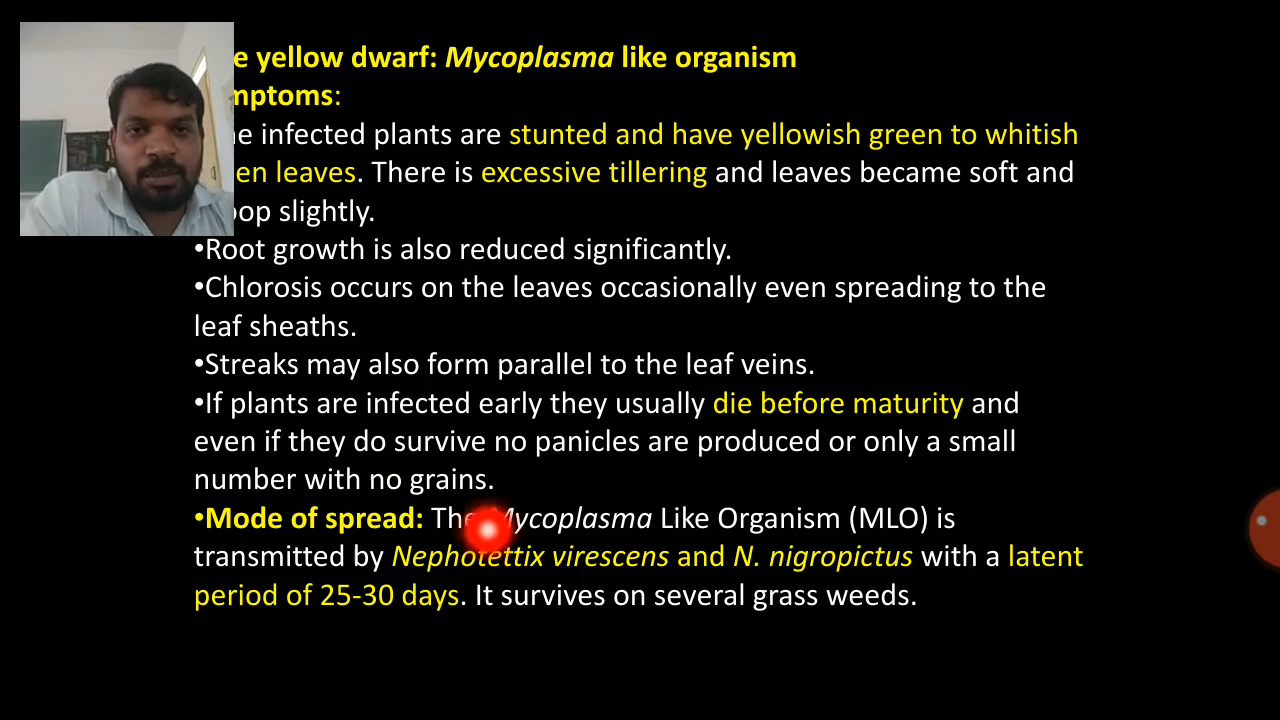 yellow dwarf: Mycoplasma like organism
infected plants are stunted and have yellowish green to whitish
leaves. There is excessive tillering and leaves became soft and
slightly.
•Root growth is also reduced significantly.
•Chlorosis occurs on the leaves occasionally even spreading to the
leaf sheaths.
•Streaks may also form parallel to the leaf veins.
•If plants are infected early they usually die before maturity and
even if they do survive no panicles are produced or only a small
number with no grains.
•Mode of spread: The Mycoplasma Like Organism (MLO) is
transmitted by Nephotettix virescens and N. nigropictus with a latent
period of 25-30 days. It survives on several grass weeds.